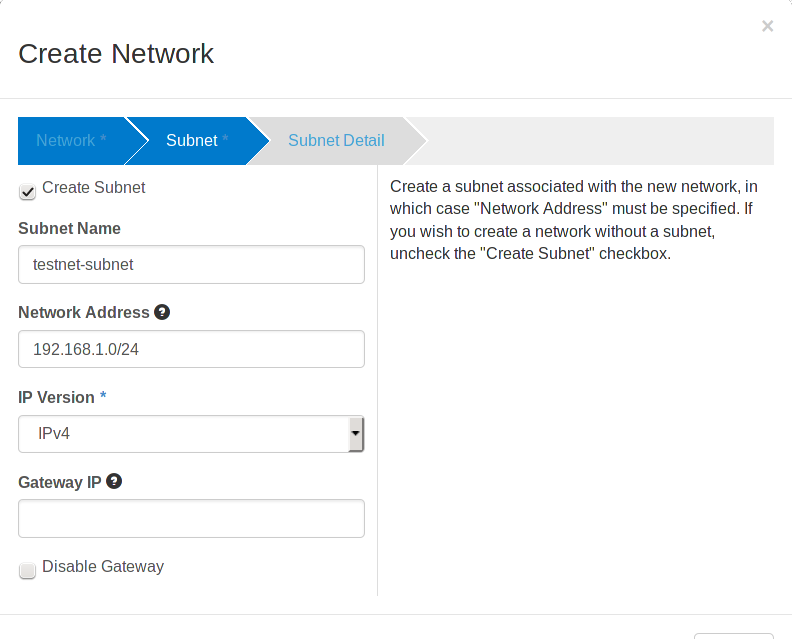 ×
Create Network
Network *
Subnet *
Subnet Detail
Create Subnet
Subnet Name
testnet-subnet
Network Address ?
192.168.1.0/24
IP Version *
IPv4
Gateway IP ?
Disable Gateway
Create a subnet associated with the new network, in
which case "Network Address" must be specified. If
you wish to create a network without a subnet,
uncheck the "Create Subnet" checkbox.